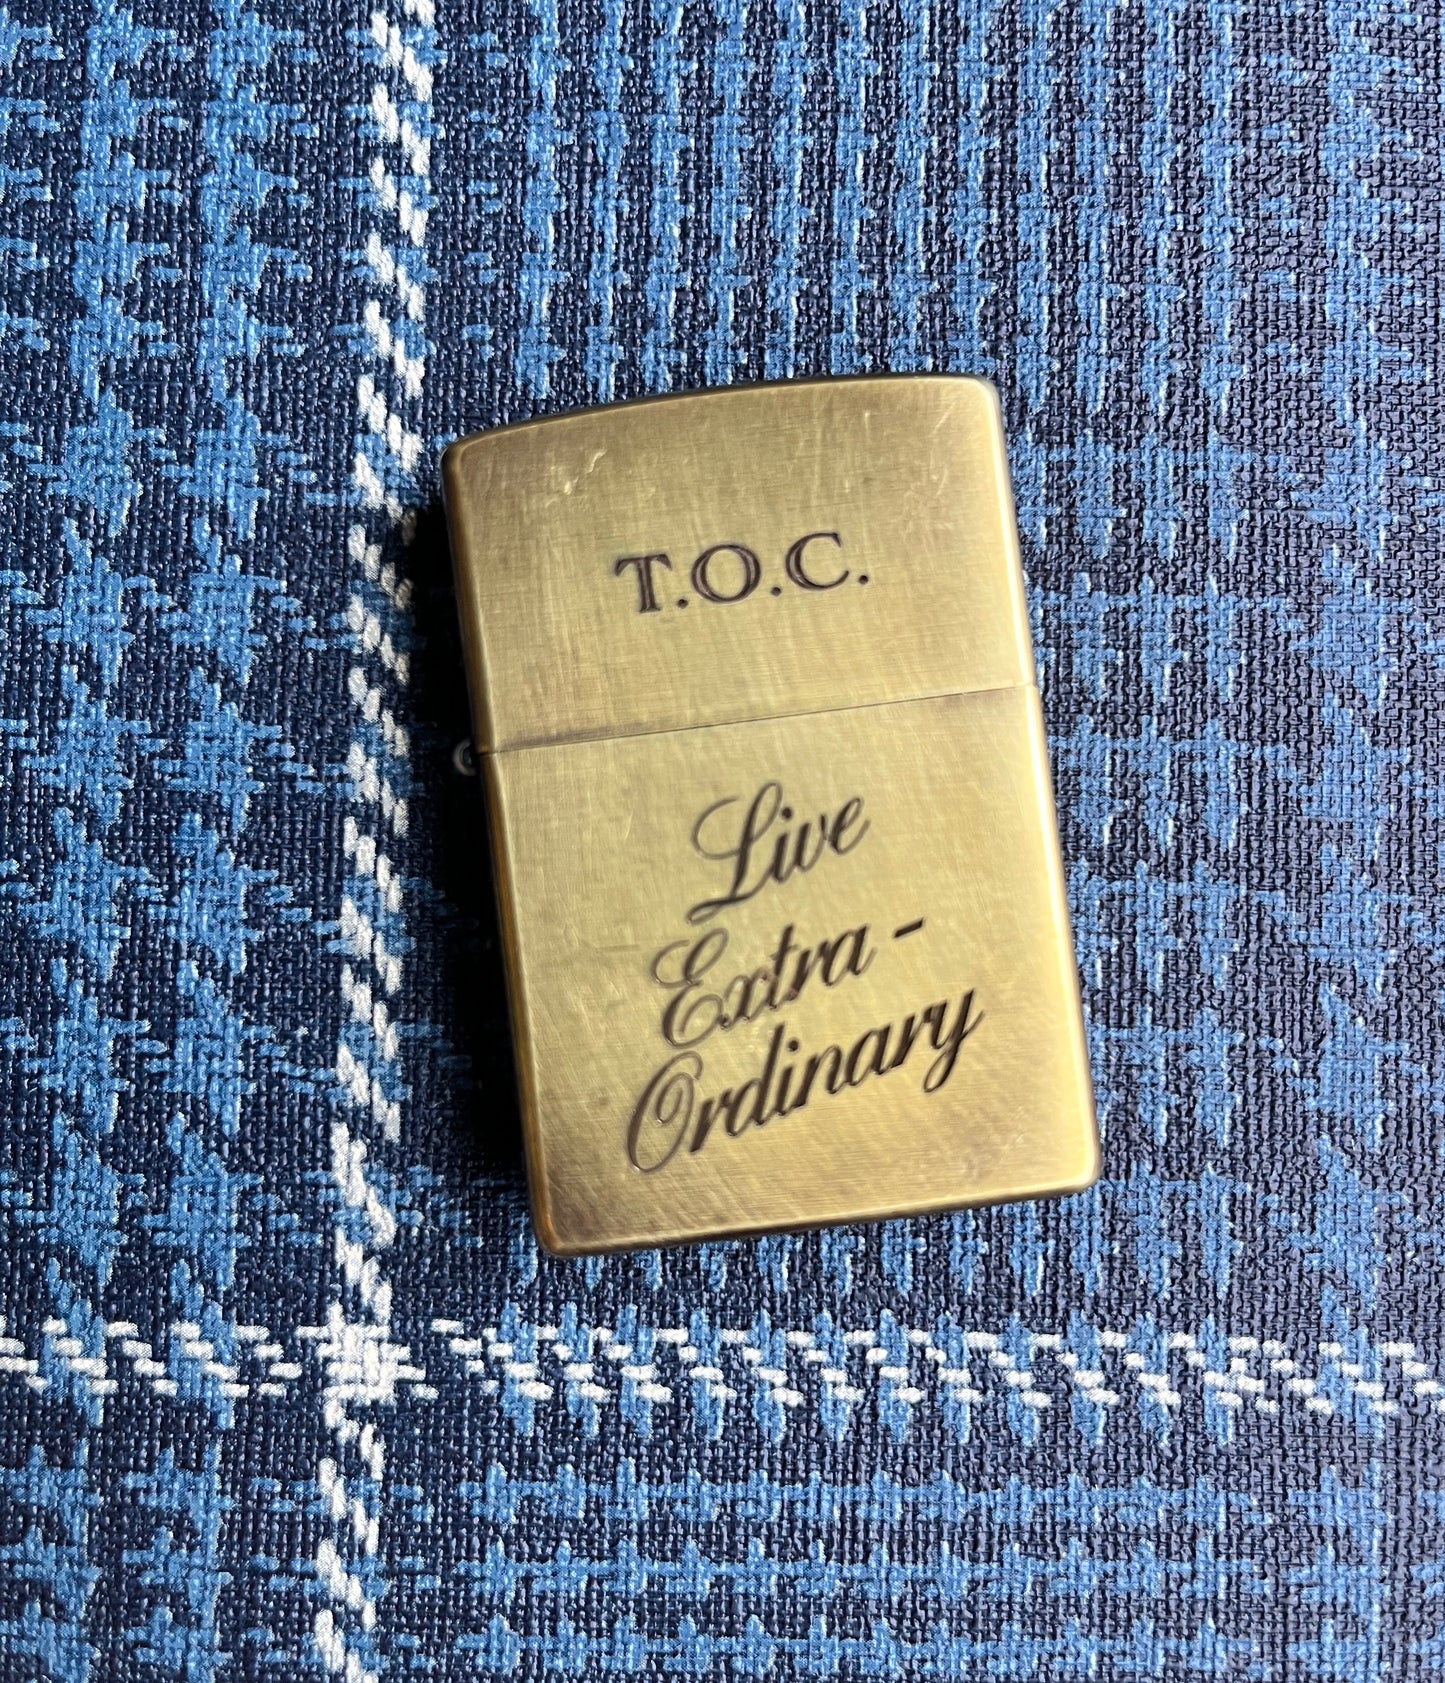 T.O.C.
Live
Extra -
Ordinary